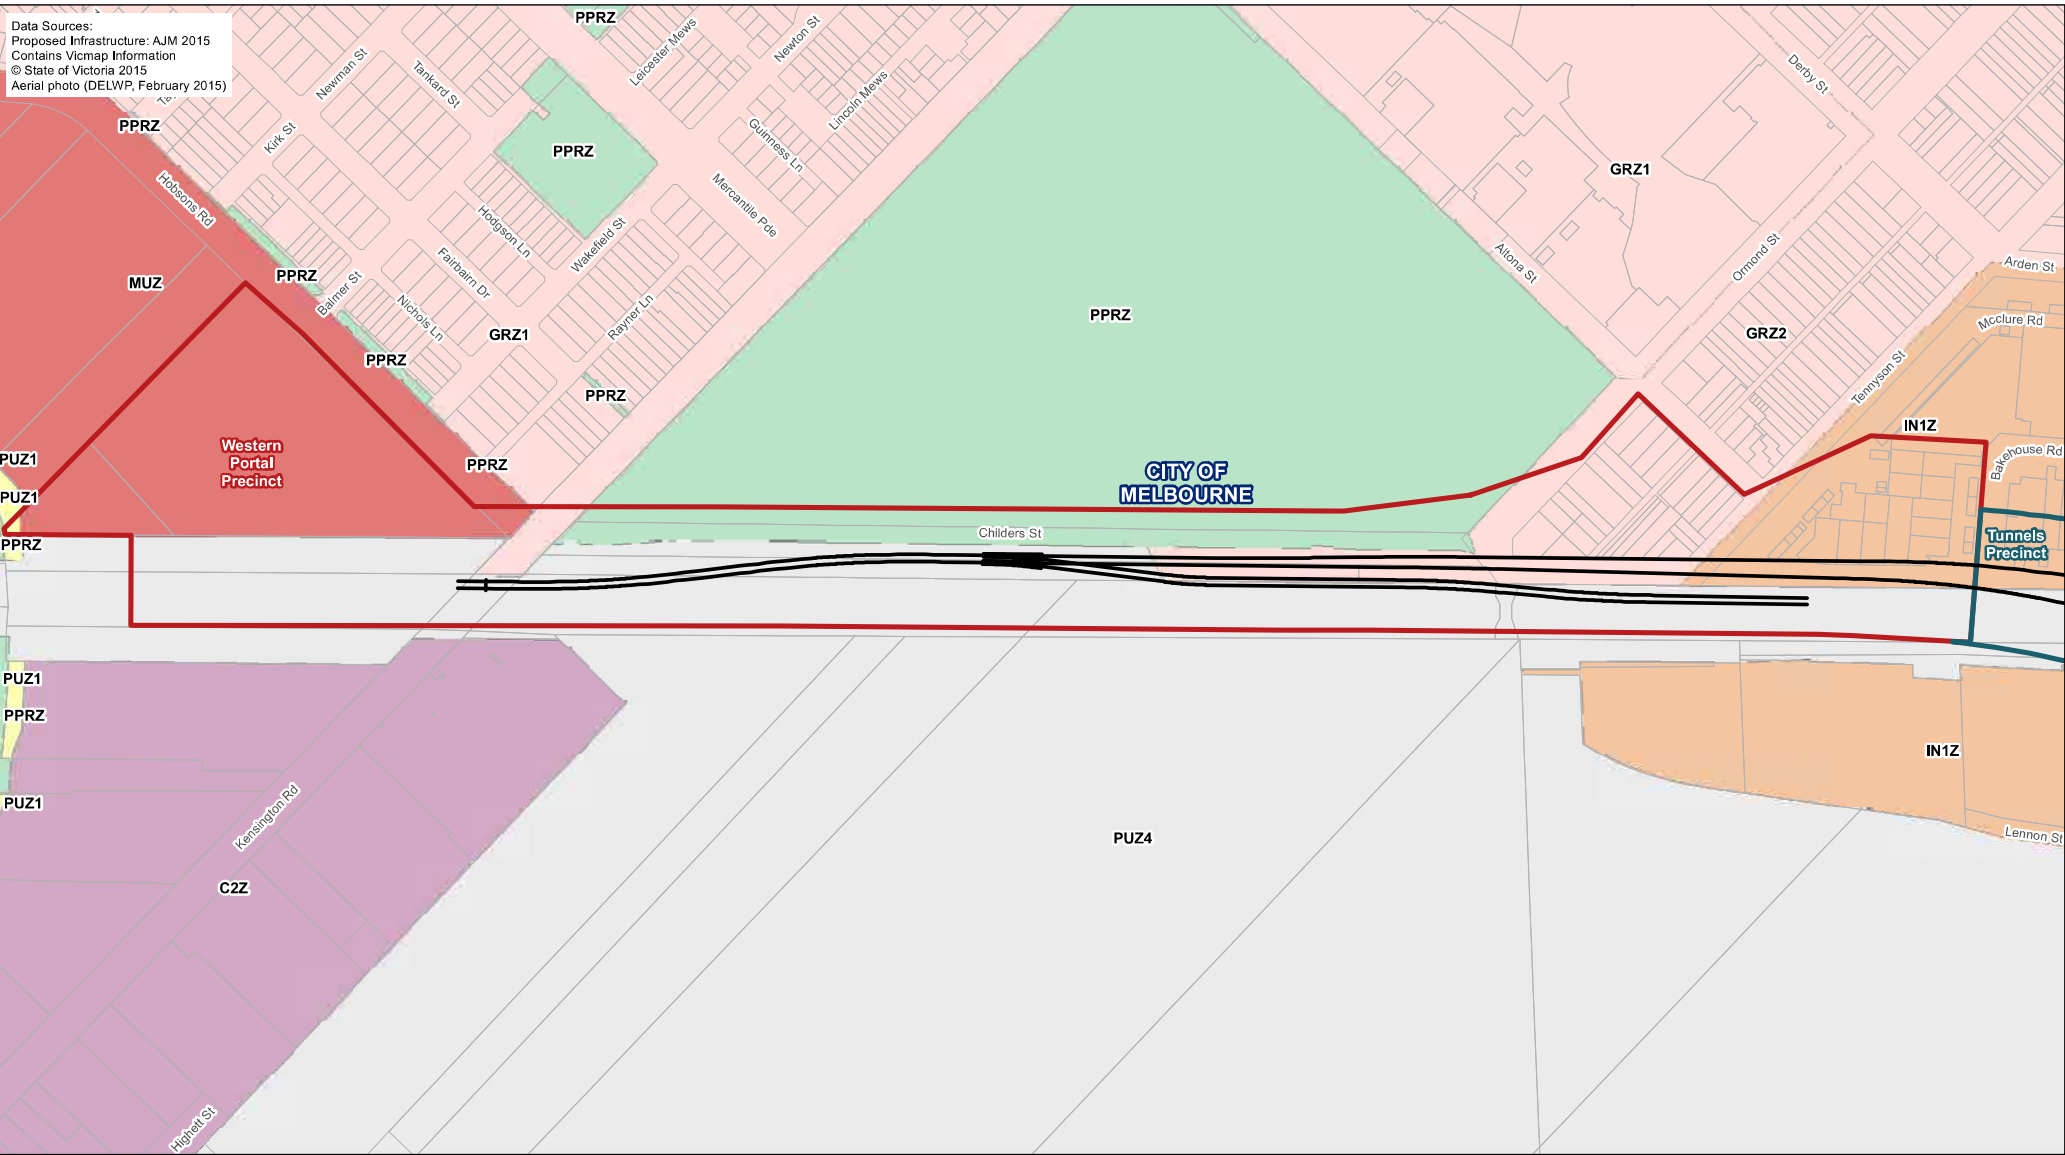 Data Sources:
Proposed Infrastructure: AJM 2015
Contains Vicmap Information
© State of Victoria 2015
Aerial photo (DELWP, February 2015)
PPRZ
Newman St
Tankard St
Leicester Mews
Newton St
Lincoln Mews
Derby St
PPRZ
Kirk St
PPRZ
Guinness Ln
GRZ1
Hobsons Rd
Mercantile Pde
Hodgson Ln
Wakefield St
Altona St
Ormond St
Arden St
MUZ
PPRZ
Balmer St
Fairbairn Dr
Nichols Ln
Rayner Ln
GRZ1
PPRZ
Mcclure Rd
GRZ2
PPRZ
PPRZ
Tennyson St
IN1Z
Western
Portal
Precinct
PUZ1
PPRZ
CITY OF
MELBOURNE
Bakehouse Rd
PUZ1
Childers St
PPRZ
Tunnels
Precinct
PUZ1
PPRZ
IN1Z
PUZ1
Kensington Rd
PUZ4
Lennon St
C2Z
Highett St